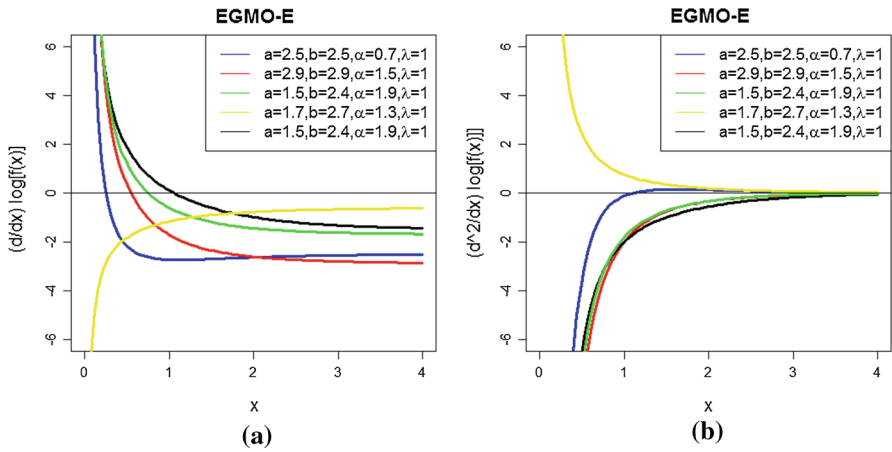 EGMO-E
(d/dx) log[f(x)]
6
4
2
0
-2
-4
-6
a=2.5,b=2.5,α=0.7,λ=1
a=2.9,b=2.9,α=1.5,λ=1
a=1.5,b=2.4,α=1.9,λ=1
a=1.7,b=2.7,α=1.3,λ=1
a=1.5,b=2.4,α=1.9,λ=1
0 1 2 3 4
x
(a)
EGMO-E
(d^2/dx) log[f(x)]]
6
4
2
0
-2
-4
-6
a=2.5,b=2.5,α=0.7,λ=1
a=2.9,b=2.9,α=1.5,λ=1
a=1.5,b=2.4,α=1.9,λ=1
a=1.7,b=2.7,α=1.3,λ=1
a=1.5,b=2.4,α=1.9,λ=1
0 1 2 3 4
x
(b)